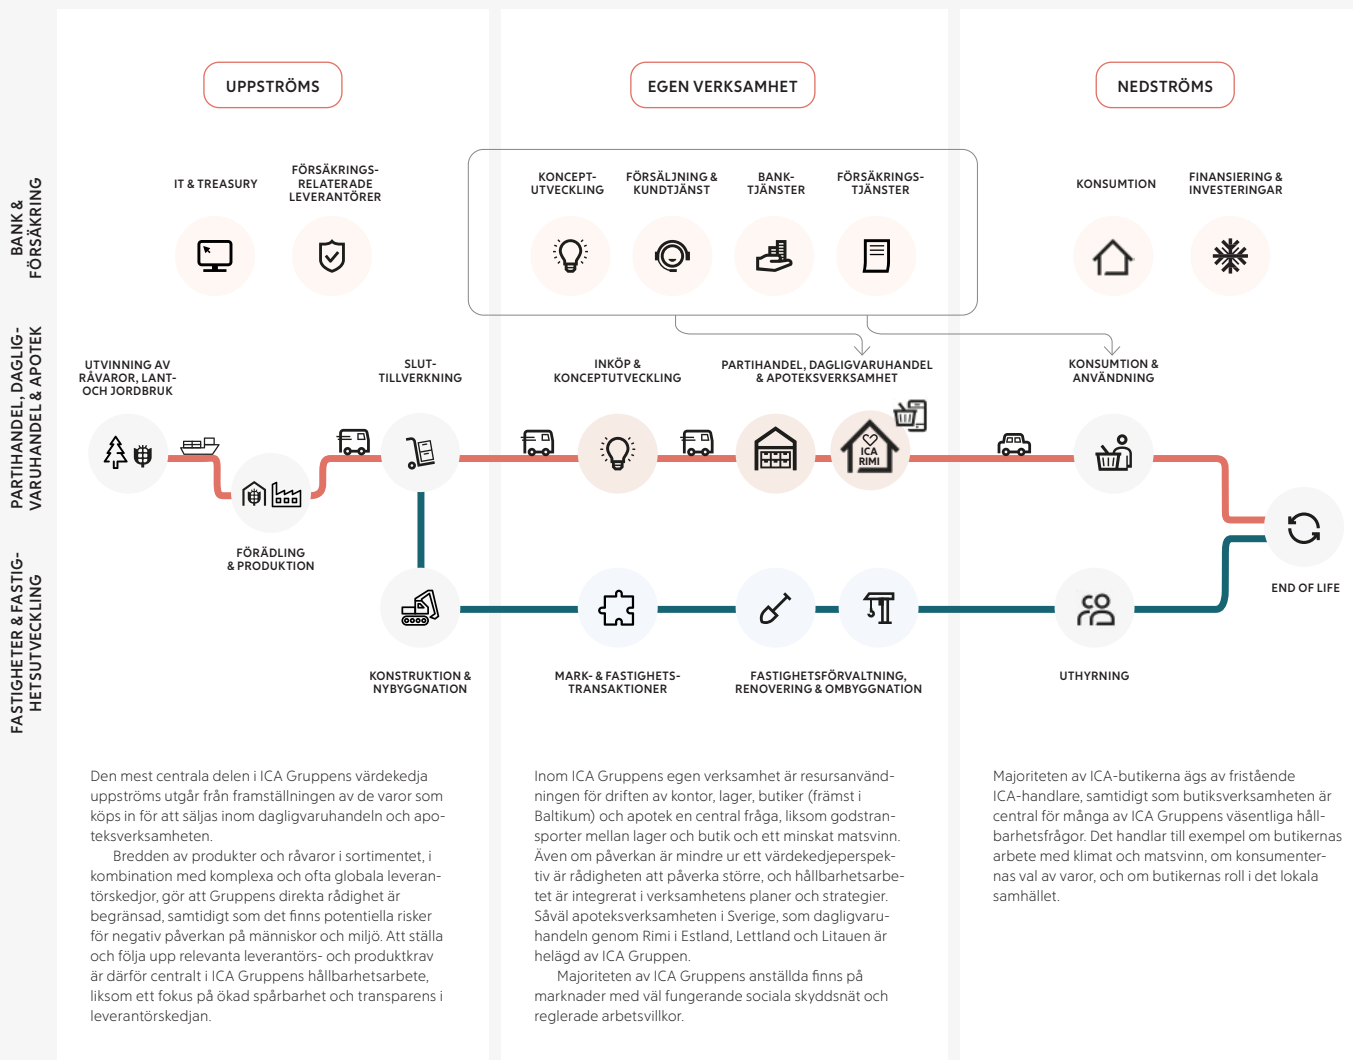 UPPSTRÖMS
EGEN VERKSAMHET
NEDSTRÖMS
BANK &
FÖRSÄKRING
IT & TREASURY
FÖRSÄKRINGS-
RELATERADE
LEVERANTÖRER
KONCEPT-
UTVECKLING
FÖRSÄLJNING &
KUNDTJÄNST
BANK-
TJÄNSTER
FÖRSÄKRINGS-
TJÄNSTER
KONSUMTION
FINANSIERING &
INVESTERINGAR
PARTIHANDEL, DAGLIG-
VARUHANDEL & APOTEK
UTVINNING AV
RÅVAROR, LANT-
OCH JORDBRUK
SLUT-
TILLVERKNING
INKÖP &
KONCEPTUTVECKLING
PARTIHANDEL, DAGLIGVARUHANDEL
& APOTEKSVERKSAMHET
KONSUMTION &
ANVÄNDNING
ICA
RIMI
FÖRÄDLING
& PRODUKTION
END OF LIFE
FASTIGHETER & FASTIG-
HETSUTVECKLING
KONSTRUKTION &
NYBYGGNATION
MARK- & FASTIGHETS-
TRANSAKTIONER
FASTIGHETSFÖRVALTNING,
RENOVERING & OMBYGGNATION
UTHYRNING
Den mest centrala delen i ICA Gruppens värdekedja
uppströms utgår från framställningen av de varor som
köps in för att säljas inom dagligvaruhandeln och apo-
teksverksamheten.
Bredden av produkter och råvaror i sortimentet, i
kombination med komplexa och ofta globala leveran-
törskedjor, gör att Gruppens direkta rådighet är
begränsad, samtidigt som det finns potentiella risker
för negativ påverkan på människor och miljö. Att ställa
och följa upp relevanta leverantörs- och produktkrav
är därför centralt i ICA Gruppens hållbarhetsarbete,
liksom ett fokus på ökad spårbarhet och transparens i
leverantörskedjan.
Inom ICA Gruppens egen verksamhet är resursanvänd-
ningen för driften av kontor, lager, butiker (främst i
Baltikum) och apotek en central fråga, liksom godstran-
sporter mellan lager och butik och ett minskat matsvinn.
Även om påverkan är mindre ur ett värdekedjeperspek-
tiv är rådigheten att påverka större, och hållbarhetsarbe-
tet är integrerat i verksamhetens planer och strategier.
Såväl apoteksverksamheten i Sverige, som dagligvaru-
handeln genom Rimi i Estland, Lettland och Litauen är
helägd av ICA Gruppen.
Majoriteten av ICA Gruppens anställda finns på
marknader med väl fungerande sociala skyddsnät och
reglerade arbetsvillkor.
Majoriteten av ICA-butikerna ägs av fristående
ICA-handlare, samtidigt som butiksverksamheten är
central för många av ICA Gruppens väsentliga håll-
barhetsfrågor. Det handlar till exempel om butikernas
arbete med klimat och matsvinn, om konsumenter-
nas val av varor, och om butikernas roll i det lokala
samhället.